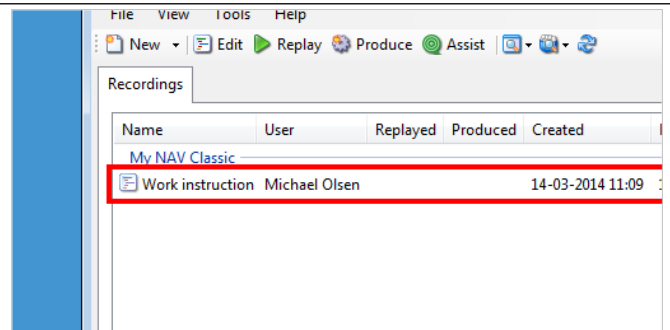 File View Tools Help
New Edit Replay Produce Assist
Recordings
Name User Replayed Produced Created
My NAV Classic
Work instruction Michael Olsen 14-03-2014 11:09